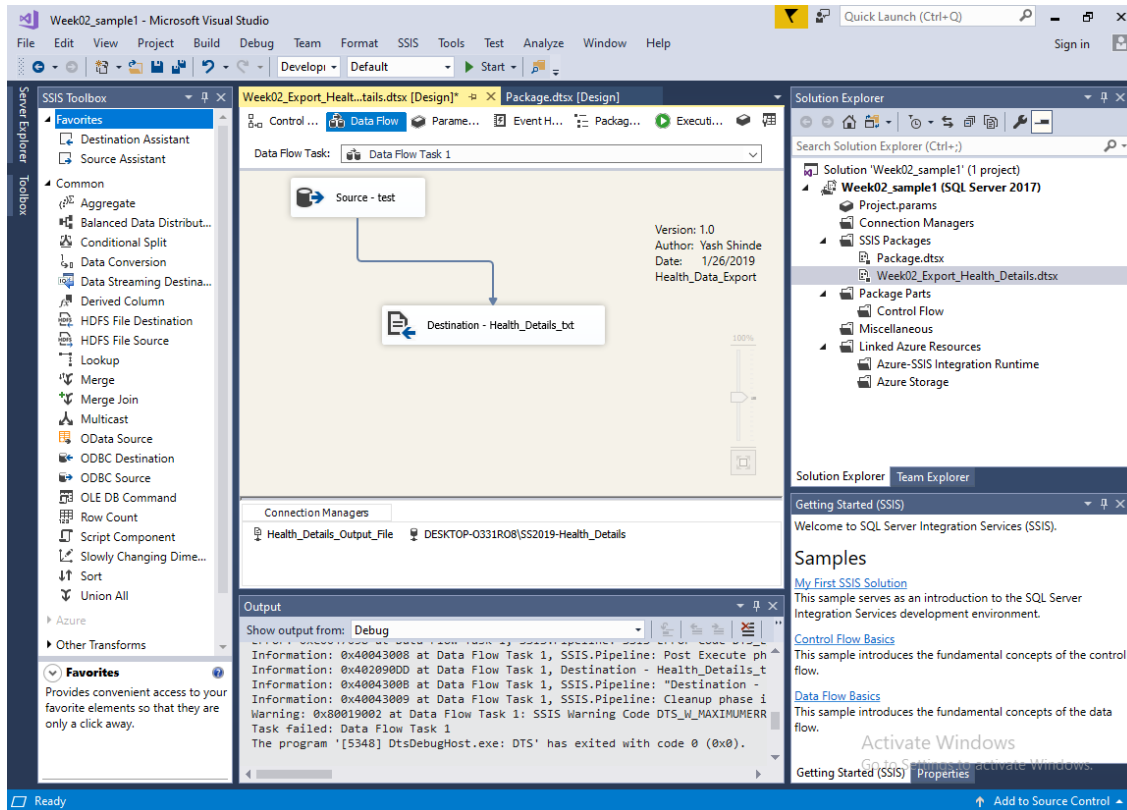 Week02_sample1 - Microsoft Visual Studio
Quick Launch (Ctrl+Q)
File Edit View Project Build Debug Team Format SSIS Tools Test Analyze Window Help
Sign in
Developı Default Start
Server Explorer
Toolbox
SSIS Toolbox
Favorites
Destination Assistant
Source Assistant
Common
Aggregate
Balanced Data Distribut...
Conditional Split
Data Conversion
Data Streaming Destina...
Derived Column
HDFS File Destination
HDFS File Source
Lookup
Merge
Merge Join
Multicast
OData Source
ODBC Destination
ODBC Source
OLE DB Command
Row Count
Script Component
Slowly Changing Dime...
Sort
Union All
Azure
Other Transforms
Favorites
Provides convenient access to your
favorite elements so that they are
only a click away.
Week02_Export_Healt...tails.dtsx [Design]* Package.dtsx [Design]
Control ... Data Flow Parame... Event H... Packag... Executi...
Data Flow Task: Data Flow Task 1
Source - test
Version: 1.0
Author: Yash Shinde
Date: 1/26/2019
Health_Data_Export
Destination - Health_Details_txt
100%
Connection Managers
Health_Details_Output_File DESKTOP-O331RO8\SS2019-Health_Details
Output
Show output from: Debug
Information: 0x40043008 at Data Flow Task 1, SSIS.Pipeline: Post Execute ph
Information: 0x402090DD at Data Flow Task 1, Destination - Health_Details_t
Information: 0x4004300B at Data Flow Task 1, SSIS.Pipeline: "Destination -
Information: 0x40043009 at Data Flow Task 1, SSIS.Pipeline: Cleanup phase i
Warning: 0x80019002 at Data Flow Task 1: SSIS Warning Code DTS_W_MAXIMUMERR
Task failed: Data Flow Task 1
The program '[5348] DtsDebugHost.exe: DTS' has exited with code 0 (0x0).
Solution Explorer
Search Solution Explorer (Ctrl+;)
Solution 'Week02_sample1' (1 project)
Week02_sample1 (SQL Server 2017)
Project.params
Connection Managers
SSIS Packages
Package.dtsx
Week02_Export_Health_Details.dtsx
Package Parts
Control Flow
Miscellaneous
Linked Azure Resources
Azure-SSIS Integration Runtime
Azure Storage
Solution Explorer Team Explorer
Getting Started (SSIS)
Welcome to SQL Server Integration Services (SSIS).
Samples
My First SSIS Solution
This sample serves as an introduction to the SQL Server
Integration Services development environment.
Control Flow Basics
This sample introduces the fundamental concepts of the control
flow.
Data Flow Basics
This sample introduces the fundamental concepts of the data
flow.
Activate Windows
Go to Settings to activate Windows.
Getting Started (SSIS) Properties
Ready
Add to Source Control